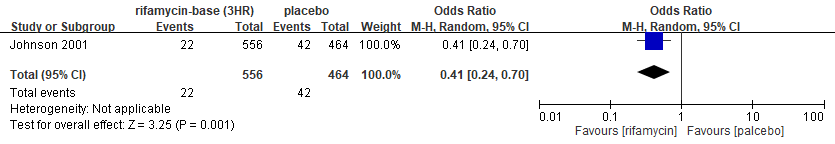 rifamycin-base (3HR) placebo Odds Ratio Odds Ratio
Study or Subgroup Events Total Events Total Weight M-H, Random, 95% CI M-H, Random, 95% CI
Johnson 2001 22 556 42 464 100.0% 0.41 [0.24, 0.70]
Total (95% CI) 556 464 100.0% 0.41 [0.24, 0.70]
Total events 22 42
Heterogeneity: Not applicable
Test for overall effect: Z = 3.25 (P = 0.001)
0.01 0.1 1 10 100
Favours [rifamycin] Favours [palcebo]